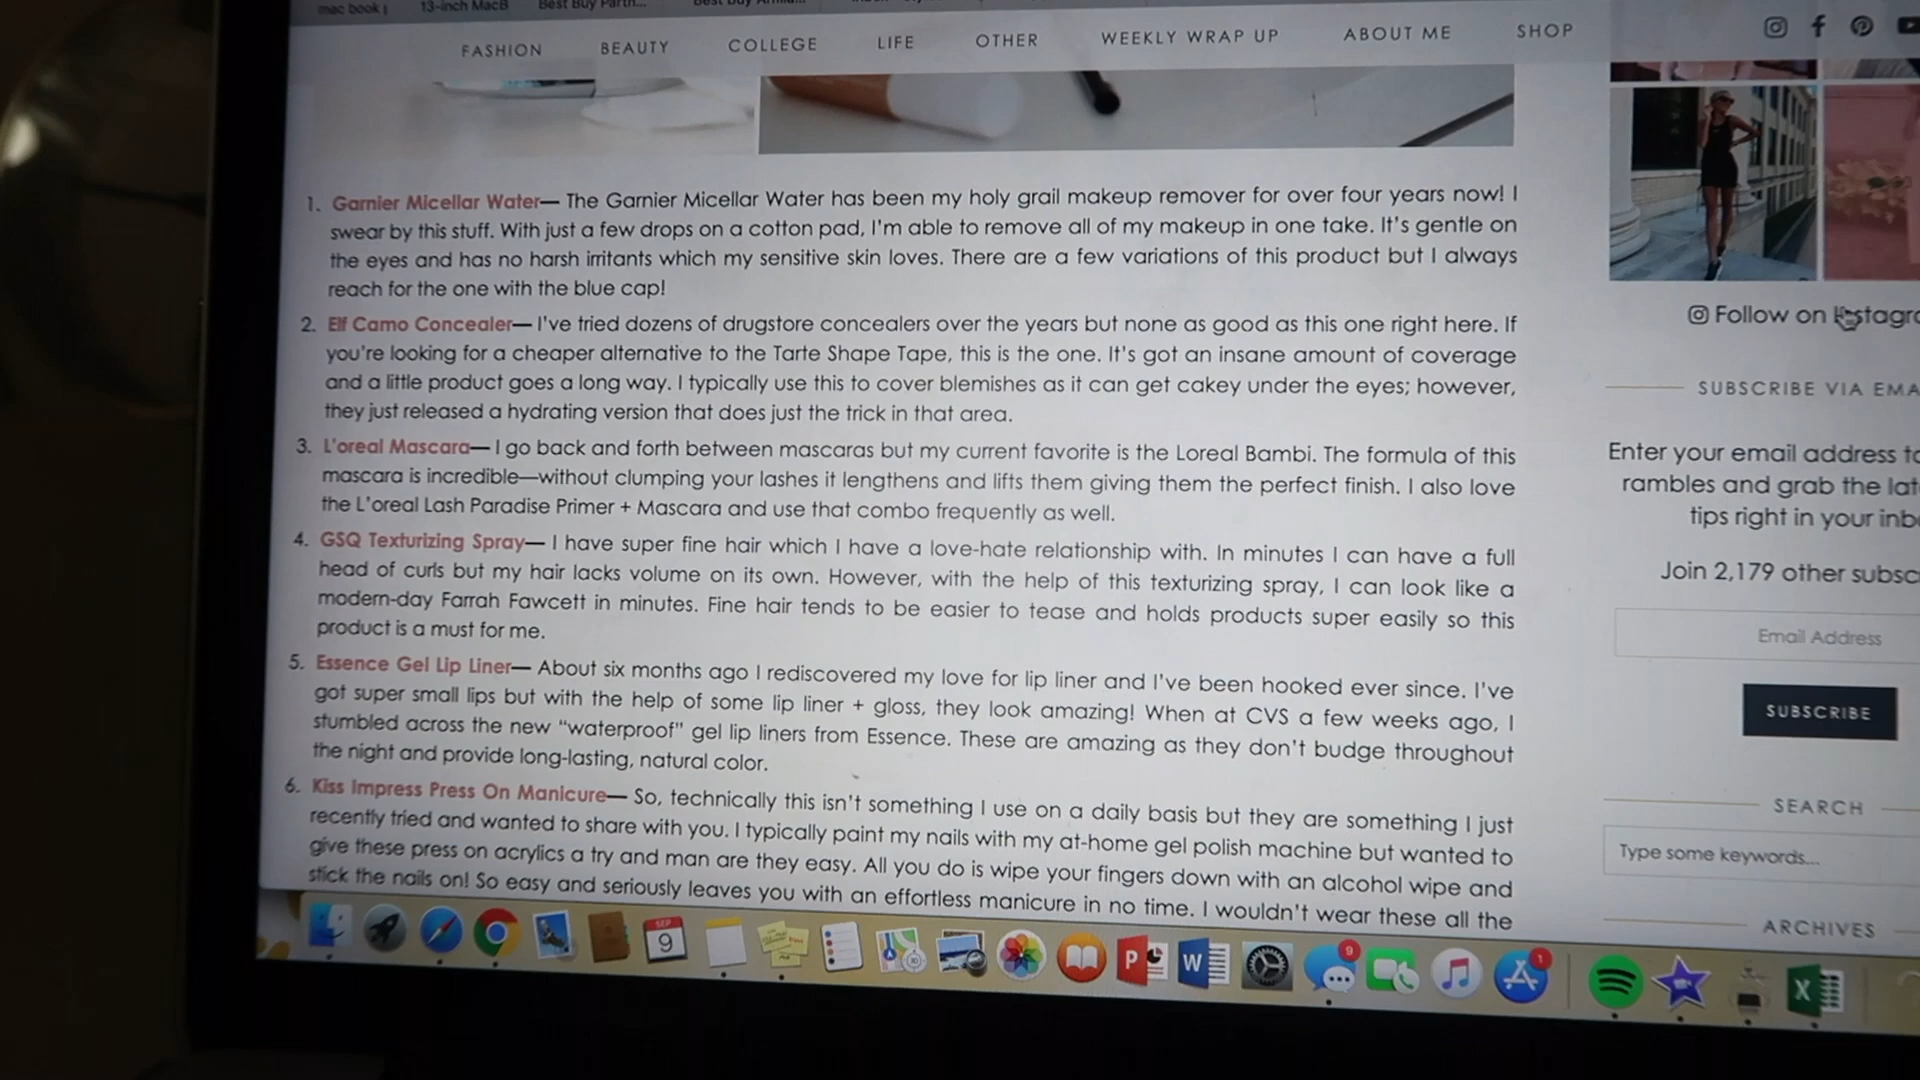 mac book
13-inch MacB
Best Buy Partn...
FASHION
BEAUTY
COLLEGE
LIFE
OTHER
WEEKLY WRAP UP
ABOUT ME
SHOP
1. Garnier Micellar Water— The Garnier Micellar Water has been my holy grail makeup remover for over four years now! I
swear by this stuff. With just a few drops on a cotton pad, I'm able to remove all of my makeup in one take. It's gentle on
the eyes and has no harsh irritants which my sensitive skin loves. There are a few variations of this product but I always
reach for the one with the blue cap!
2. Elf Camo Concealer— I've tried dozens of drugstore concealers over the years but none as good as this one right here. If
you're looking for a cheaper alternative to the Tarte Shape Tape, this is the one. It's got an insane amount of coverage
and a little product goes a long way. I typically use this to cover blemishes as it can get cakey under the eyes; however,
they just released a hydrating version that does just the trick in that area.
3. L'oreal Mascara— I go back and forth between mascaras but my current favorite is the Loreal Bambi. The formula of this
mascara is incredible—without clumping your lashes it lengthens and lifts them giving them the perfect finish. I also love
the L'oreal Lash Paradise Primer + Mascara and use that combo frequently as well.
4. GSQ Texturizing Spray— I have super fine hair which I have a love-hate relationship with. In minutes I can have a full
head of curls but my hair lacks volume on its own. However, with the help of this texturizing spray, I can look like a
modern-day Farrah Fawcett in minutes. Fine hair tends to be easier to tease and holds products super easily so this
product is a must for me.
5. Essence Gel Lip Liner— About six months ago I rediscovered my love for lip liner and I've been hooked ever since. I've
got super small lips but with the help of some lip liner + gloss, they look amazing! When at CVS a few weeks ago, I
stumbled across the new "waterproof" gel lip liners from Essence. These are amazing as they don't budge throughout
the night and provide long-lasting, natural color.
6. Kiss Impress Press On Manicure— So, technically this isn't something I use on a daily basis but they are something I just
recently tried and wanted to share with you. I typically paint my nails with my at-home gel polish machine but wanted to
give these press on acrylics a try and man are they easy. All you do is wipe your fingers down with an alcohol wipe and
stick the nails on! So easy and seriously leaves you with an effortless manicure in no time. I wouldn't wear these all the
Follow on Instagra
SUBSCRIBE VIA EMA
Enter your email address to
rambles and grab the lat
tips right in your inb
Join 2,179 other subsc
Email Address
SUBSCRIBE
SEARCH
Type some keywords...
ARCHIVES
SEP
9
P
W
9
1
X